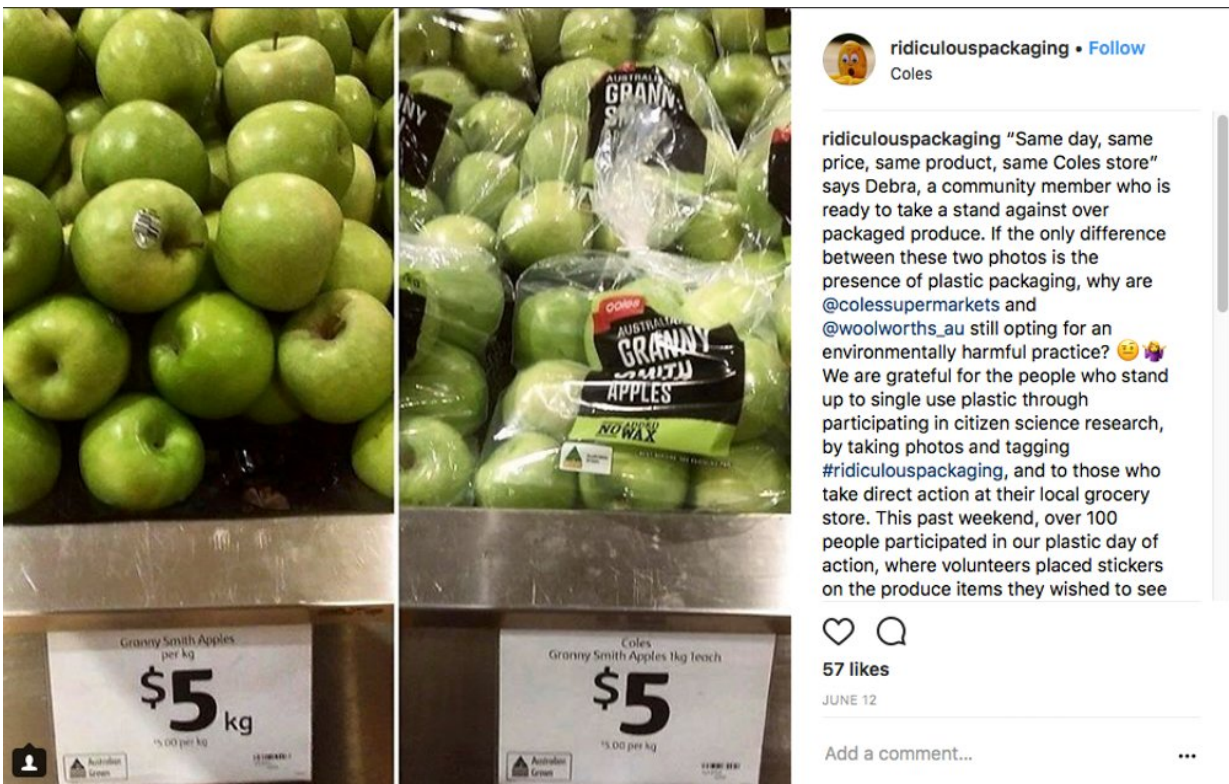 AUSTRALI
GRANN
SM
NNY
coles
AUSTRALIAN
GRANNY
SMITH
APPLES
NO ADDED
WAX
Granny Smith Apples
per kg
$5 kg
$5.00 per kg
Australian
Grown
Coles
Granny Smith Apples 1kg 1each
$5
$5.00 per kg
Australian
Grown
ridiculouspackaging • Follow
Coles
ridiculouspackaging “Same day, same
price, same product, same Coles store”
says Debra, a community member who is
ready to take a stand against over
packaged produce. If the only difference
between these two photos is the
presence of plastic packaging, why are
@colessupermarkets and
@woolworths_au still opting for an
environmentally harmful practice? 🤨🤷‍♀️
We are grateful for the people who stand
up to single use plastic through
participating in citizen science research,
by taking photos and tagging
#ridiculouspackaging, and to those who
take direct action at their local grocery
store. This past weekend, over 100
people participated in our plastic day of
action, where volunteers placed stickers
on the produce items they wished to see
57 likes
JUNE 12
Add a comment...